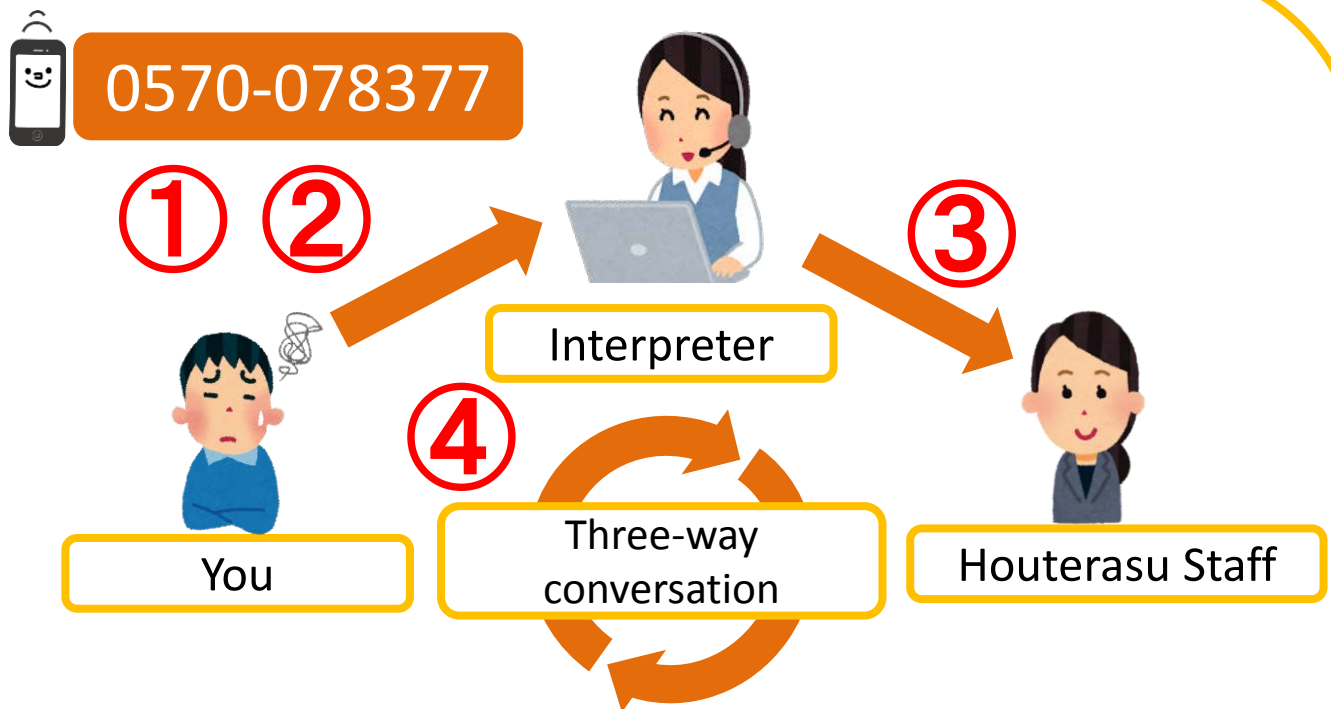 0570-078377
① ②
③
Interpreter
④
You
Three-way
conversation
Houterasu Staff